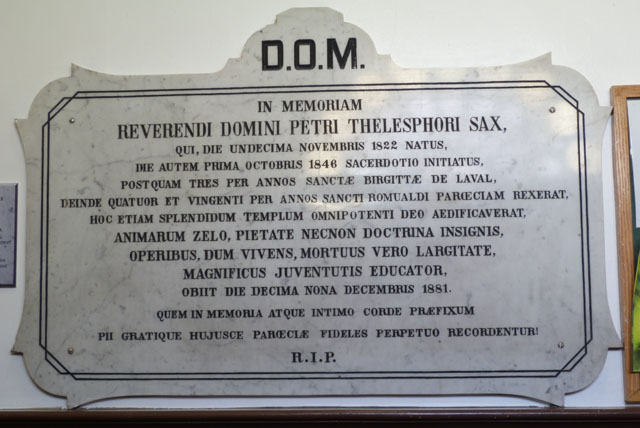 D.O.M.
IN MEMORIAM
REVERENDI DOMINI PETRI THELESPHORI SAX,
QUI, DIE UNDECIMA NOVEMBRIS 1822 NATUS,
DIE AUTEM PRIMA OCTOBRIS 1846 SACERDOTIO INITIATUS,
POSTQUAM TRES PER ANNOS SANCTÆ BIRGITTÆ DE LAVAL,
DEINDE QUATUOR ET VINGENTI PER ANNOS SANCTI ROMUALDI PARŒCIAM REXERAT,
HOC ETIAM SPLENDIDUM TEMPLUM OMNIPOTENTI DEO AEDIFICAVERAT,
ANIMARUM ZELO, PIETATE NECNON DOCTRINA INSIGNIS,
OPERIBUS, DUM VIVENS, MORTUUS VERO LARGITATE,
MAGNIFICUS JUVENTUTIS EDUCATOR,
OBIIT DIE DECIMA NONA DECEMBRIS 1881.
QUEM IN MEMORIA ATQUE INTIMO CORDE PRÆFIXUM
PII GRATIQUE HUJUSCE PARŒCIÆ FIDELES PERPETUO RECORDENTUR!
R.I.P.